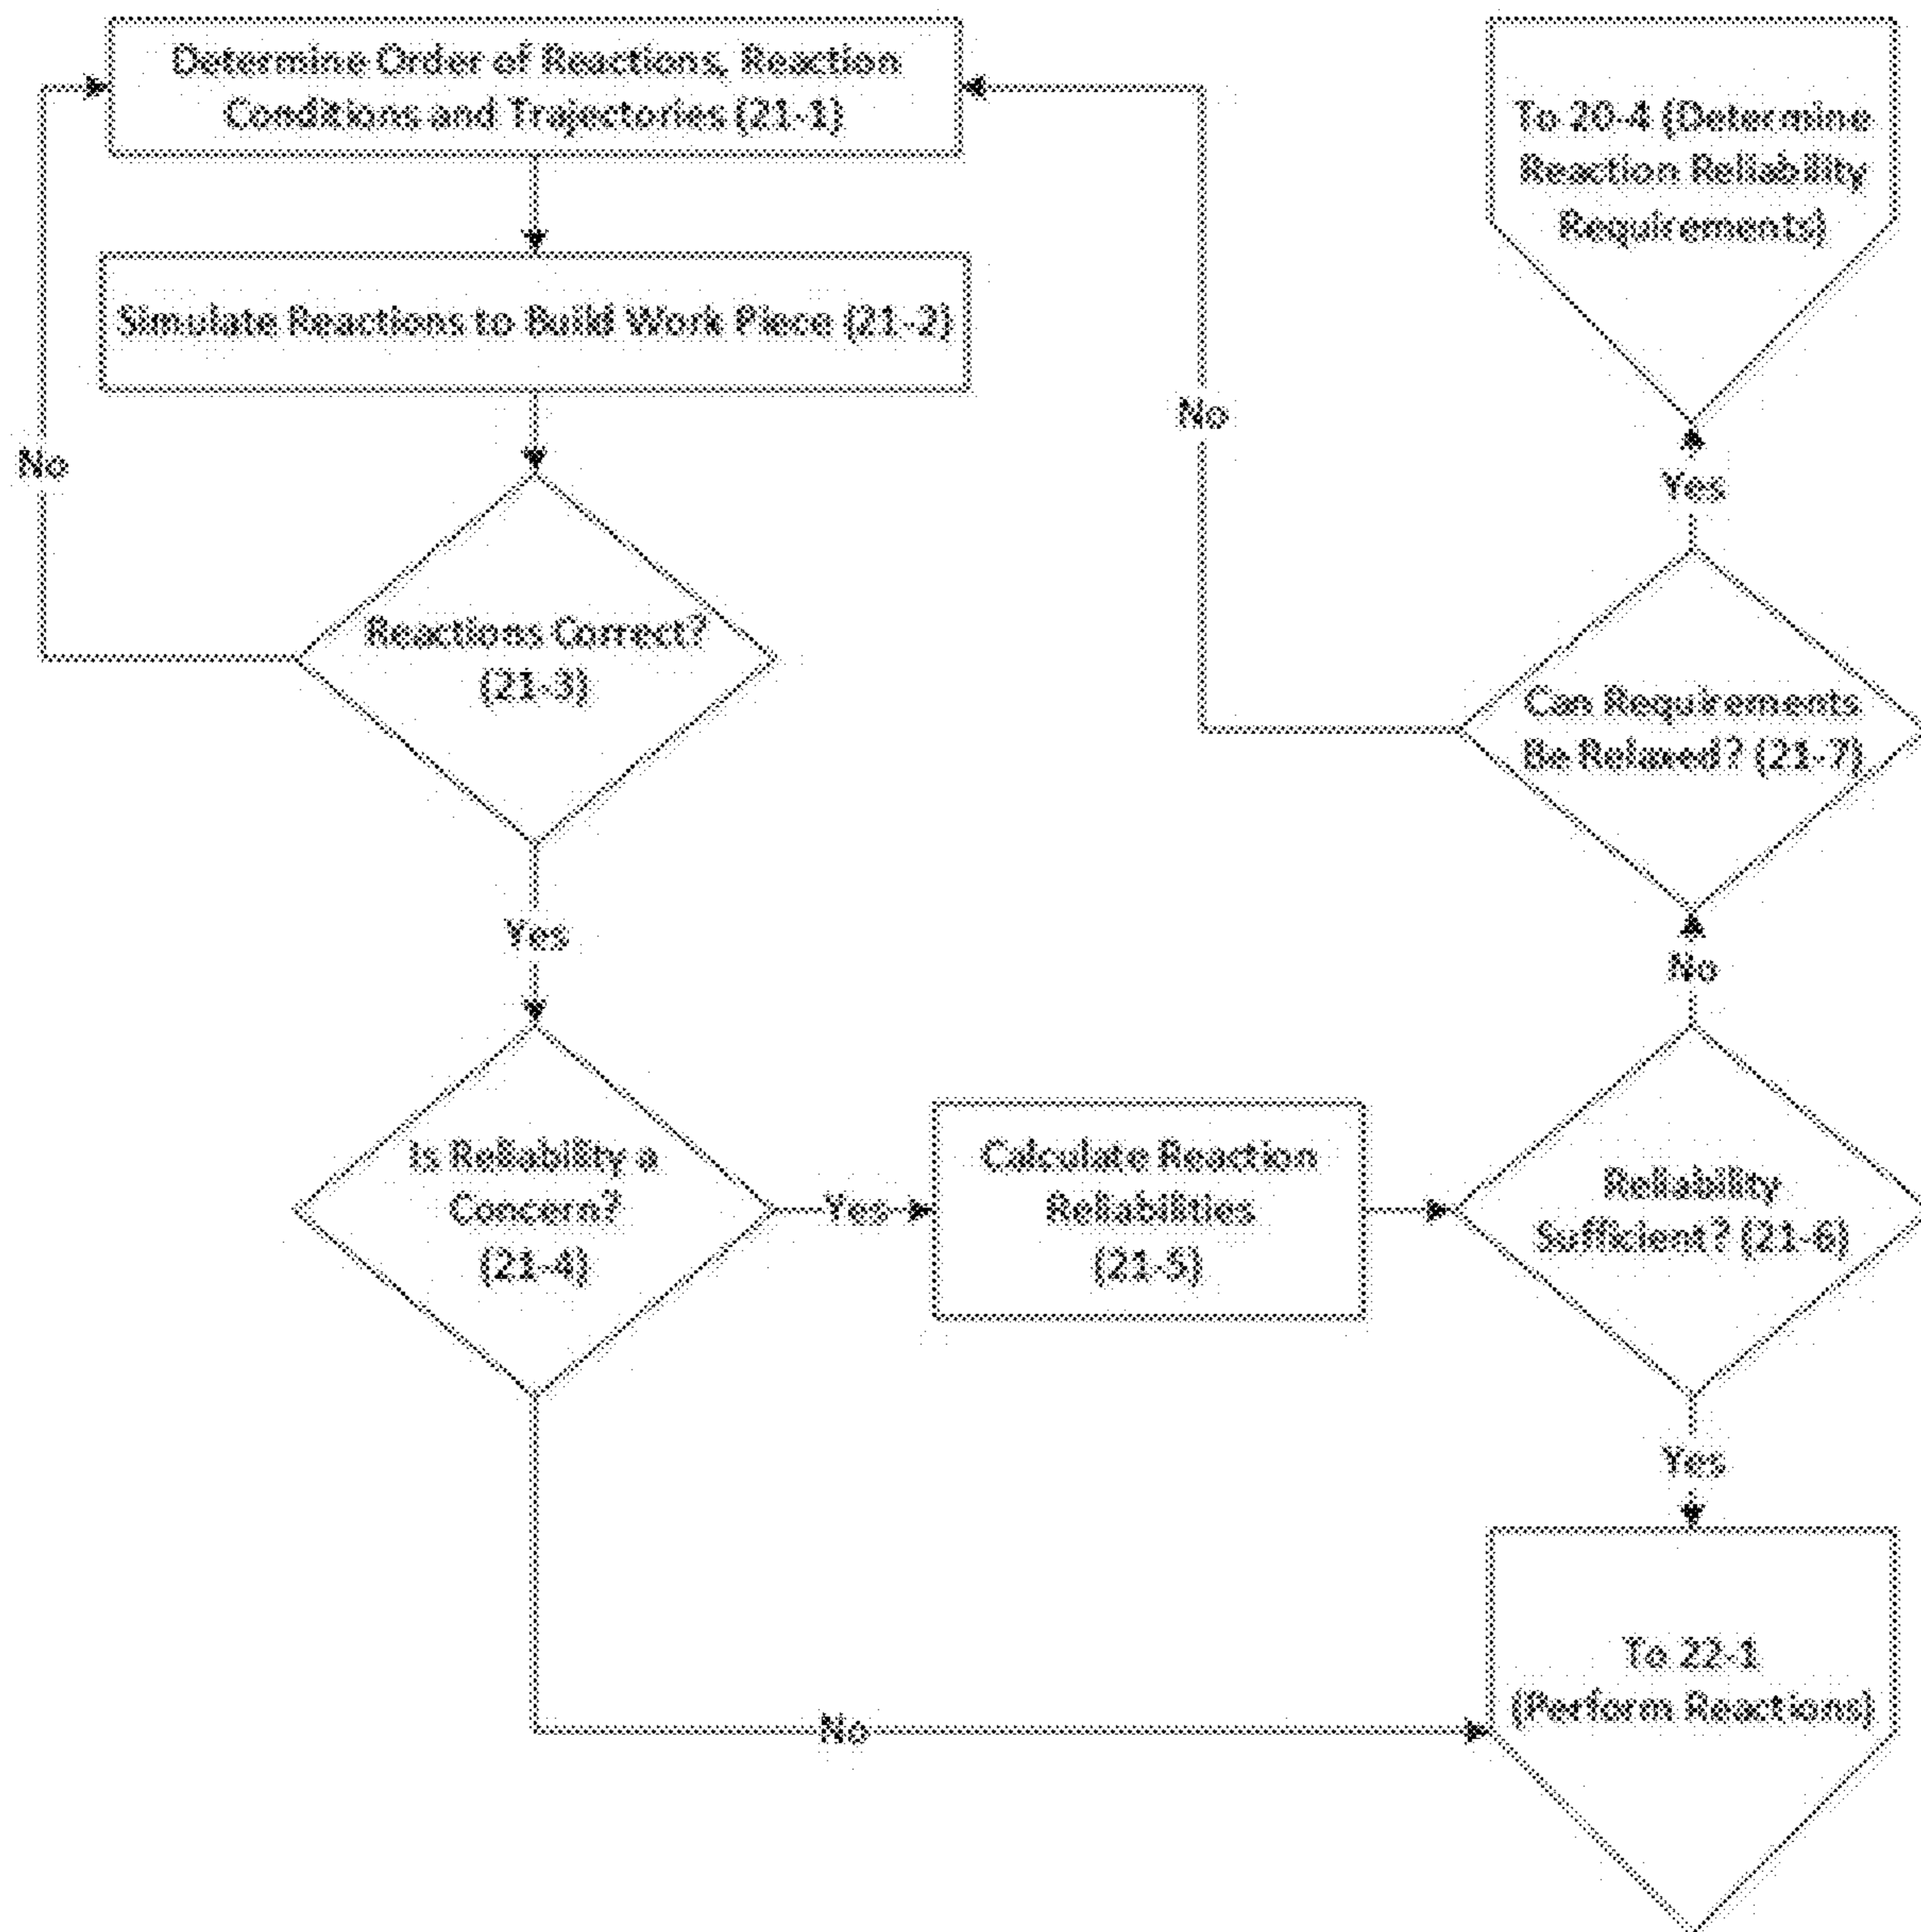 Determine Order of Reactions, Reaction
Conditions and Trajectories (21-1)
Simulate Reactions to Build Work Piece (21-2)
No
Reactions Correct?
(21-3)
Yes
Is Reliability a
Concern?
(21-4)
Yes
Calculate Reaction
Reliabilities
(21-5)
No
Reliability
Sufficient? (21-6)
No
Can Requirements
Be Relaxed? (21-7)
No
Yes
To 20-4 (Determine
Reaction Reliability
Requirements)
Yes
To 22-1
(Perform Reactions)